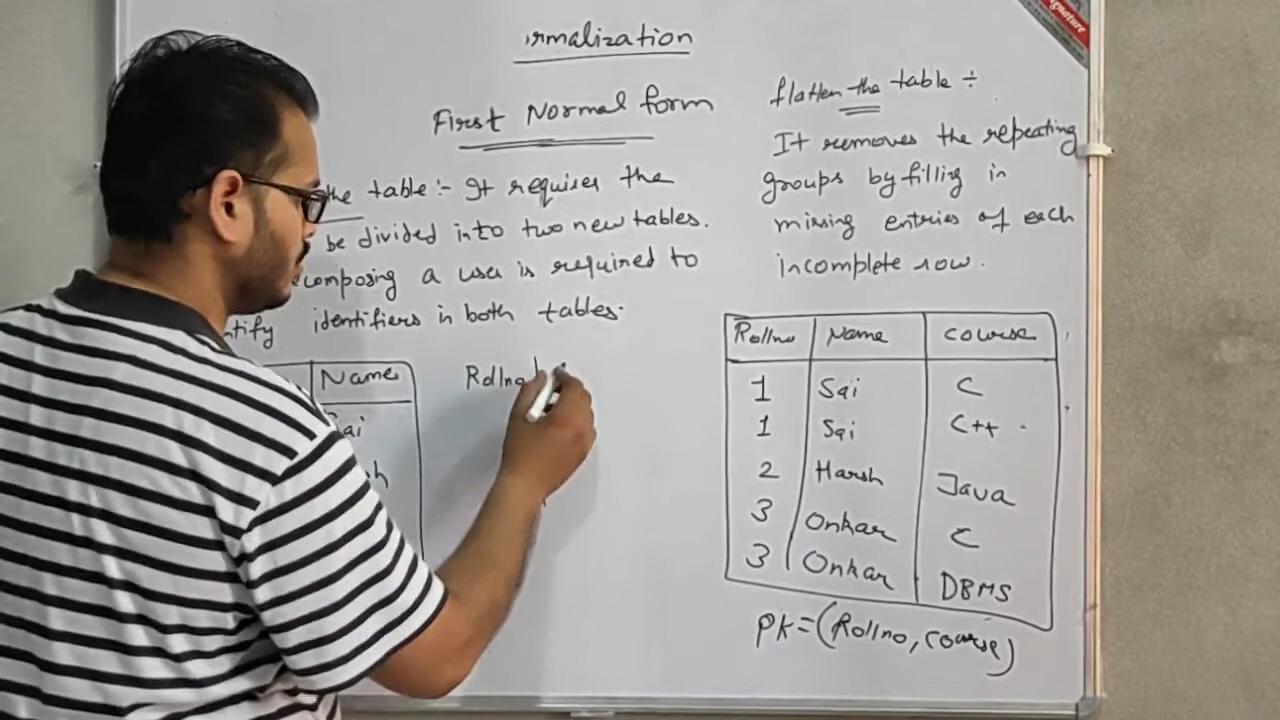 rmalization
First Normal form
the table :- It requires the
be divided into two new tables.
composing a user is required to
ntify identifiers in both tables.
Name
Sai
h
Rollno
flatten the table ÷
It removes the repeating
groups by filling in
missing entries of each
incomplete row.
Rollno Name course
1 Sai C
1 Sai C++
2 Harsh Java
3 Onkar C
3 Onkar DBMS
PK=(Rollno, course)
signature